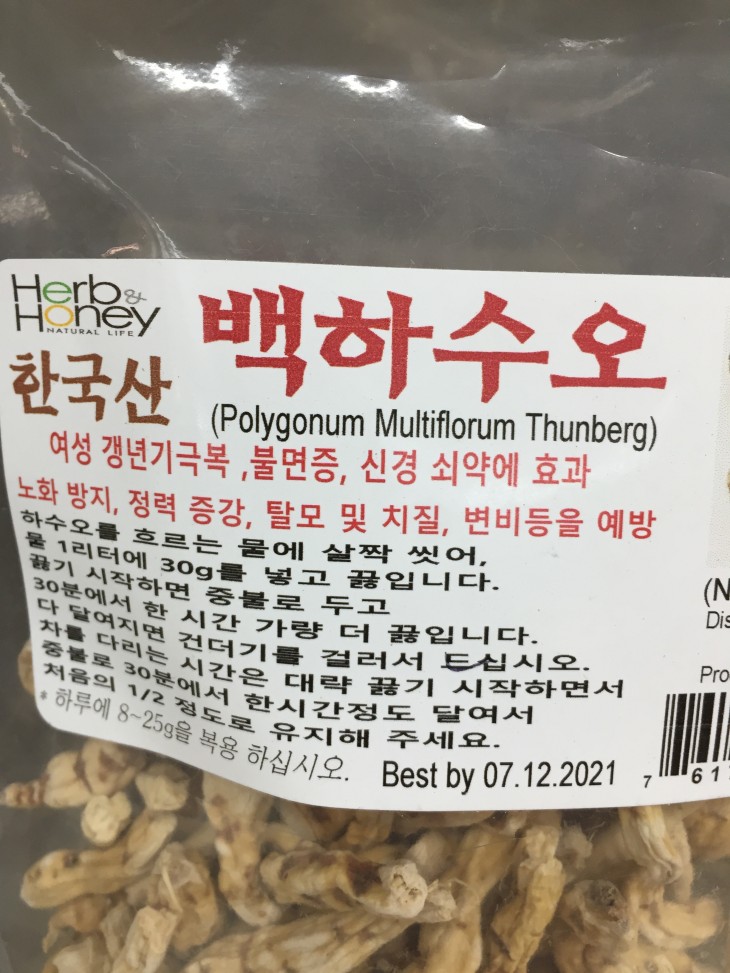 Herb &
Honey
NATURAL LIFE
백하수오
한국산
(Polygonum Multiflorum Thunberg)
여성 갱년기극복 ,불면증, 신경 쇠약에 효과
노화 방지, 정력 증강, 탈모 및 치질, 변비등을 예방
하수오를 흐르는 물에 살짝 씻어,
물 1리터에 30g를 넣고 끓입니다.
끓기 시작하면 중불로 두고
30분에서 한 시간 가량 더 끓입니다.
다 달여지면 건더기를 걸러서 드십시오.
차를 다리는 시간은 대략 끓기 시작하면서
중불로 30분에서 한시간정도 달여서
처음의 1/2 정도로 유지해 주세요.
# 하루에 8~25g을 복용 하십시오.
Best by 07.12.2021
(N
Dis
Pro
7 61